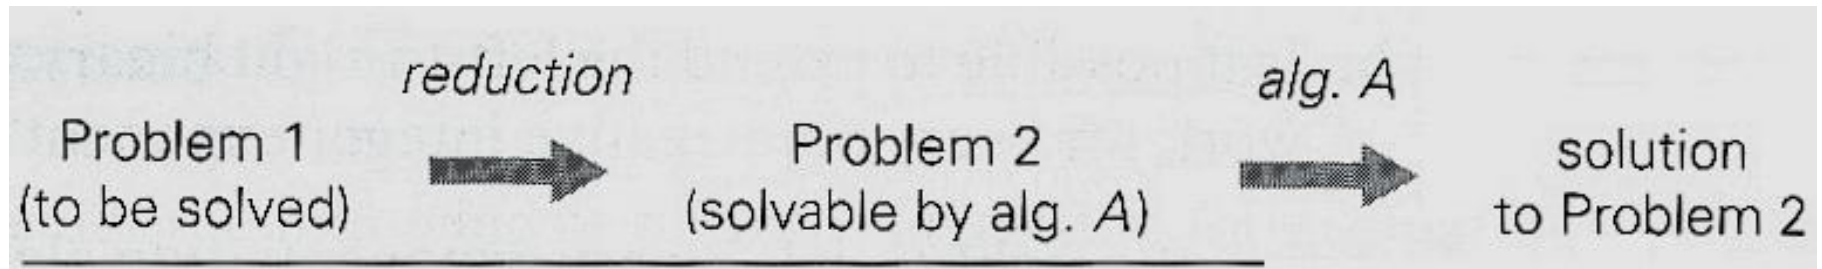 reduction
alg. A
Problem 1
Problem 2
solution
(to be solved)
(solvable by alg. A)
to Problem 2